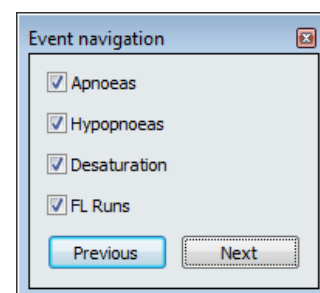 Event navigation
Apnoeas
Hypopnoeas
Desaturation
FL Runs
Previous Next